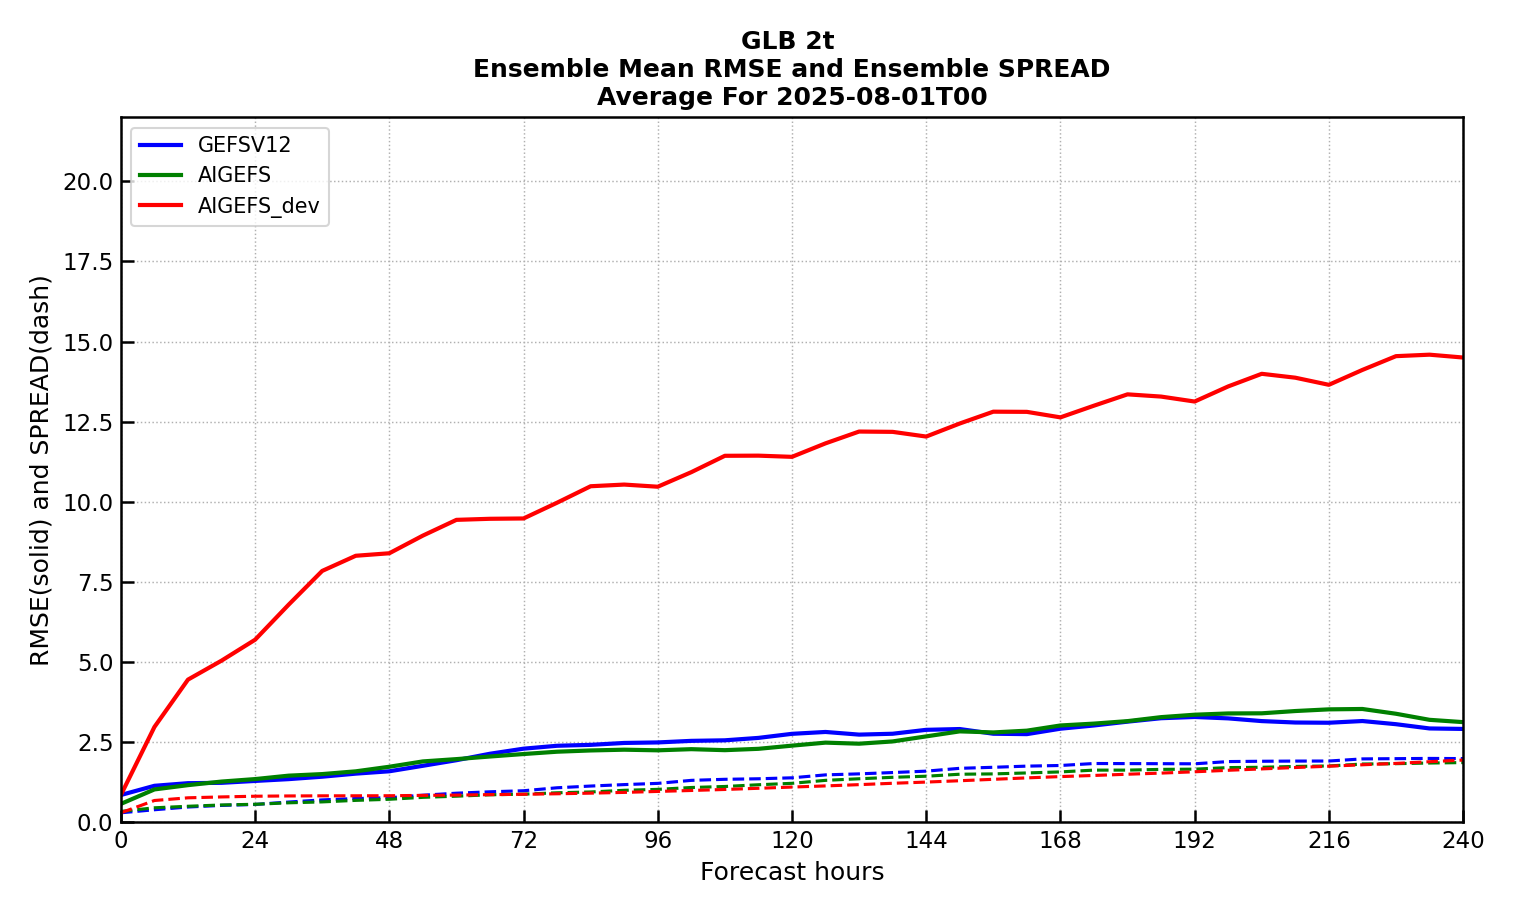 GLB 2t
Ensemble Mean RMSE and Ensemble SPREAD
Average For 2025-08-01T00
GEFSV12
AIGEFS
AIGEFS_dev
RMSE(solid) and SPREAD(dash)
20.0
17.5
15.0
12.5
10.0
7.5
5.0
2.5
0.0
0 24 48 72 96 120 144 168 192 216 240
Forecast hours